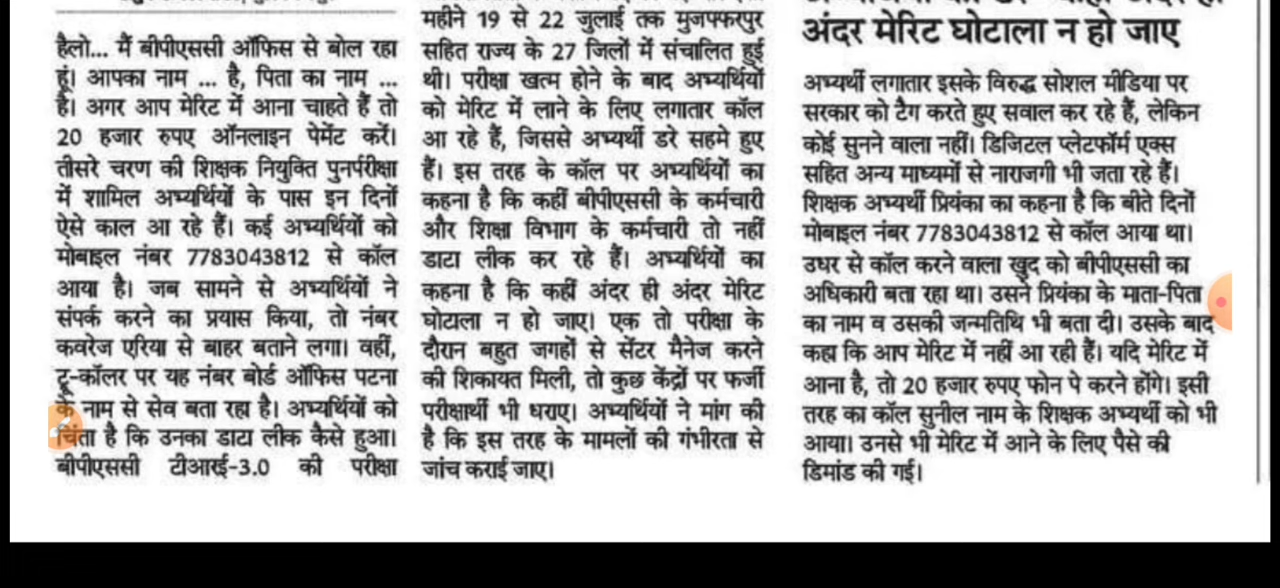 हैलो... मैं बीपीएससी ऑफिस से बोल रहा
हूं। आपका नाम ... है, पिता का नाम ...
है। अगर आप मेरिट में आना चाहते हैं तो
20 हजार रुपए ऑनलाइन पेमेंट करें।
तीसरे चरण की शिक्षक नियुक्ति पुनर्परीक्षा
में शामिल अभ्यर्थियों के पास इन दिनों
ऐसे काल आ रहे हैं। कई अभ्यर्थियों को
मोबाइल नंबर 7783043812 से कॉल
आया है। जब सामने से अभ्यर्थियों ने
संपर्क करने का प्रयास किया, तो नंबर
कवरेज एरिया से बाहर बताने लगा। वहीं,
ट्रू-कॉलर पर यह नंबर बोर्ड ऑफिस पटना
के नाम से सेव बता रहा है। अभ्यर्थियों को
चिंता है कि उनका डाटा लीक कैसे हुआ।
बीपीएससी टीआरई-3.0 की परीक्षा
महीने 19 से 22 जुलाई तक मुजफ्फरपुर
सहित राज्य के 27 जिलों में संचालित हुई
थी। परीक्षा खत्म होने के बाद अभ्यर्थियों
को मेरिट में लाने के लिए लगातार कॉल
आ रहे हैं, जिससे अभ्यर्थी डरे सहमे हुए
हैं। इस तरह के कॉल पर अभ्यर्थियों का
कहना है कि कहीं बीपीएससी के कर्मचारी
और शिक्षा विभाग के कर्मचारी तो नहीं
डाटा लीक कर रहे हैं। अभ्यर्थियों का
कहना है कि कहीं अंदर ही अंदर मेरिट
घोटाला न हो जाए। एक तो परीक्षा के
दौरान बहुत जगहों से सेंटर मैनेज करने
की शिकायत मिली, तो कुछ केंद्रों पर फर्जी
परीक्षार्थी भी धराए। अभ्यर्थियों ने मांग की
है कि इस तरह के मामलों की गंभीरता से
जांच कराई जाए।
अंदर मेरिट घोटाला न हो जाए
अभ्यर्थी लगातार इसके विरुद्ध सोशल मीडिया पर
सरकार को टैग करते हुए सवाल कर रहे हैं, लेकिन
कोई सुनने वाला नहीं। डिजिटल प्लेटफॉर्म एक्स
सहित अन्य माध्यमों से नाराजगी भी जता रहे हैं।
शिक्षक अभ्यर्थी प्रियंका का कहना है कि बीते दिनों
मोबाइल नंबर 7783043812 से कॉल आया था।
उधर से कॉल करने वाला खुद को बीपीएससी का
अधिकारी बता रहा था। उसने प्रियंका के माता-पिता
का नाम व उसकी जन्मतिथि भी बता दी। उसके बाद
कहा कि आप मेरिट में नहीं आ रही हैं। यदि मेरिट में
आना है, तो 20 हजार रुपए फोन पे करने होंगे। इसी
तरह का कॉल सुनील नाम के शिक्षक अभ्यर्थी को भी
आया। उनसे भी मेरिट में आने के लिए पैसे की
डिमांड की गई।